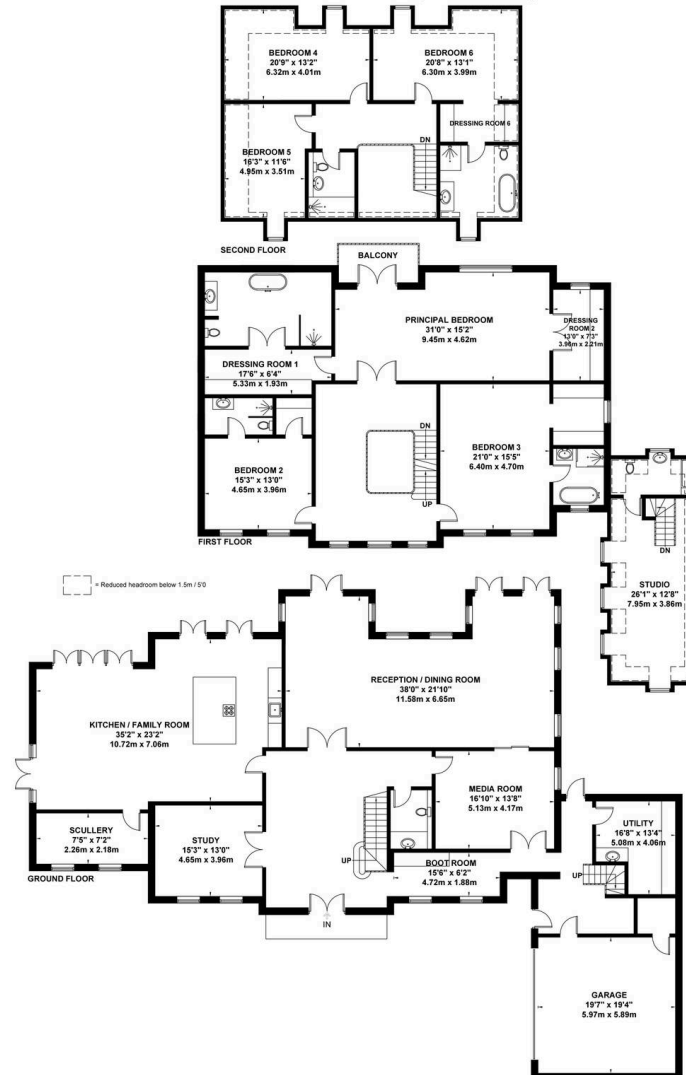 BEDROOM 4
20'9" x 13'2"
6.32m x 4.01m
BEDROOM 6
20'8" x 13'1"
6.30m x 3.99m
DRESSING ROOM 6
BEDROOM 5
16'3" x 11'6"
4.95m x 3.51m
DN
SECOND FLOOR
BALCONY
PRINCIPAL BEDROOM
31'0" x 15'2"
9.45m x 4.62m
DRESSING
ROOM 2
13'0" x 7'3"
3.96m x 2.21m
DRESSING ROOM 1
17'6" x 6'4"
5.33m x 1.93m
DN
BEDROOM 3
21'0" x 15'5"
6.40m x 4.70m
BEDROOM 2
15'3" x 13'0"
4.65m x 3.96m
UP
FIRST FLOOR
DN
STUDIO
26'1" x 12'8"
7.95m x 3.86m
= Reduced headroom below 1.5m / 5'0
RECEPTION / DINING ROOM
38'0" x 21'10"
11.58m x 6.65m
KITCHEN / FAMILY ROOM
35'2" x 23'2"
10.72m x 7.06m
MEDIA ROOM
16'10" x 13'8"
5.13m x 4.17m
SCULLERY
7'5" x 7'2"
2.26m x 2.18m
STUDY
15'3" x 13'0"
4.65m x 3.96m
UTILITY
16'8" x 13'4"
5.08m x 4.06m
UP
BOOT ROOM
15'6" x 6'2"
4.72m x 1.88m
UP
GROUND FLOOR
IN
GARAGE
19'7" x 19'4"
5.97m x 5.89m